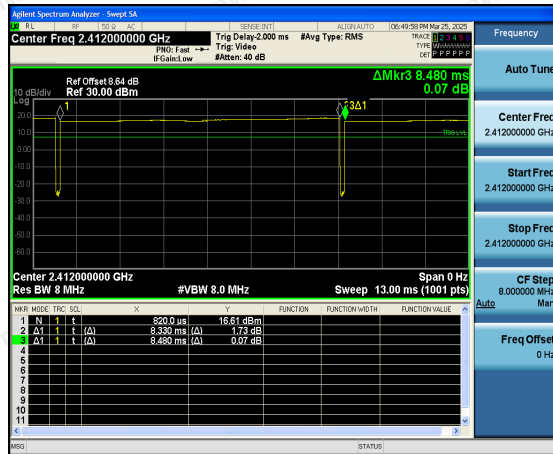 Agilent Spectrum Analyzer - Swept SA
RL RF 50 Ω AC SENSE:INT ALIGN AUTO 06:49:58 PM Mar 25, 2025
Center Freq 2.412000000 GHz
Trig Delay-2.000 ms #Avg Type: RMS
TRACE 1 2 3 4 5 6
PNO: Fast Trig: Video
TYPE WWWWWW
IFGain:Low #Atten: 40 dB
DET P P P P P P
Frequency
Auto Tune
Center Freq
2.412000000 GHz
Start Freq
2.412000000 GHz
Stop Freq
2.412000000 GHz
CF Step
8.000000 MHz
Auto Man
Freq Offset
0 Hz
ΔMkr3 8.480 ms
0.07 dB
Ref Offset 8.64 dB
10 dB/div Ref 30.00 dBm
Log
1
3Δ1
20.0
10.0
0.00
-10.0
-20.0
-30.0
-40.0
-50.0
-60.0
TRIG LVL
Center 2.412000000 GHz Span 0 Hz
Res BW 8 MHz #VBW 8.0 MHz Sweep 13.00 ms (1001 pts)
MKR MODE TRC SCL X Y FUNCTION FUNCTION WIDTH FUNCTION VALUE
1 N 1 t 820.0 µs 16.61 dBm
2 Δ1 1 t (Δ) 8.330 ms (Δ) 1.73 dB
3 Δ1 1 t (Δ) 8.480 ms (Δ) 0.07 dB
4
5
6
7
8
9
10
11
MSG STATUS